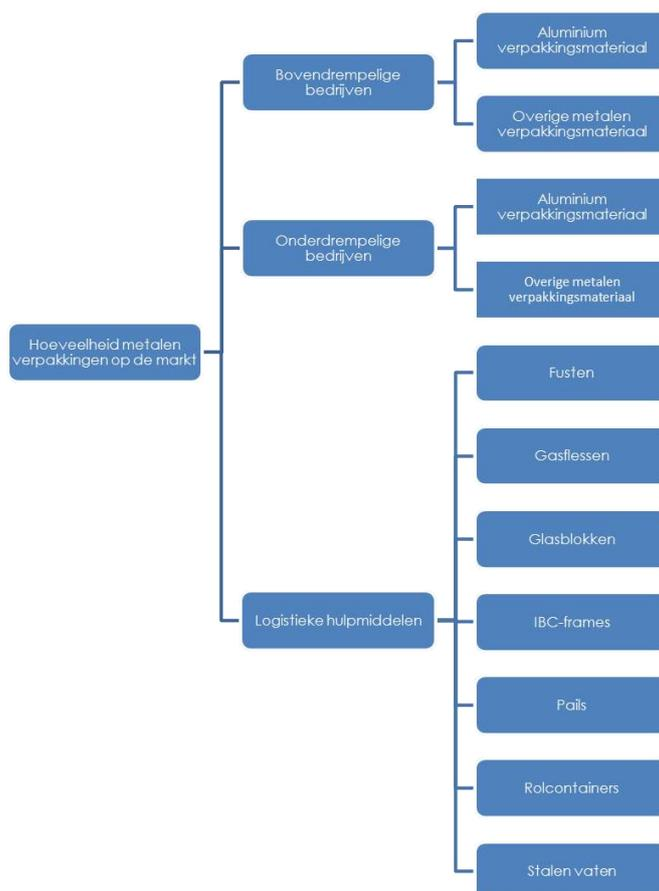 Hoeveelheid metalen
verpakkingen op de markt
Bovendrempelige
bedrijven
Aluminium
verpakkingsmateriaal
Overige metalen
verpakkingsmateriaal
Onderdrempelige
bedrijven
Aluminium
verpakkingsmateriaal
Overige metalen
verpakkingsmateriaal
Logistieke hulpmiddelen
Fusten
Gasflessen
Glasblokken
IBC-frames
Pails
Rolcontainers
Stalen vaten